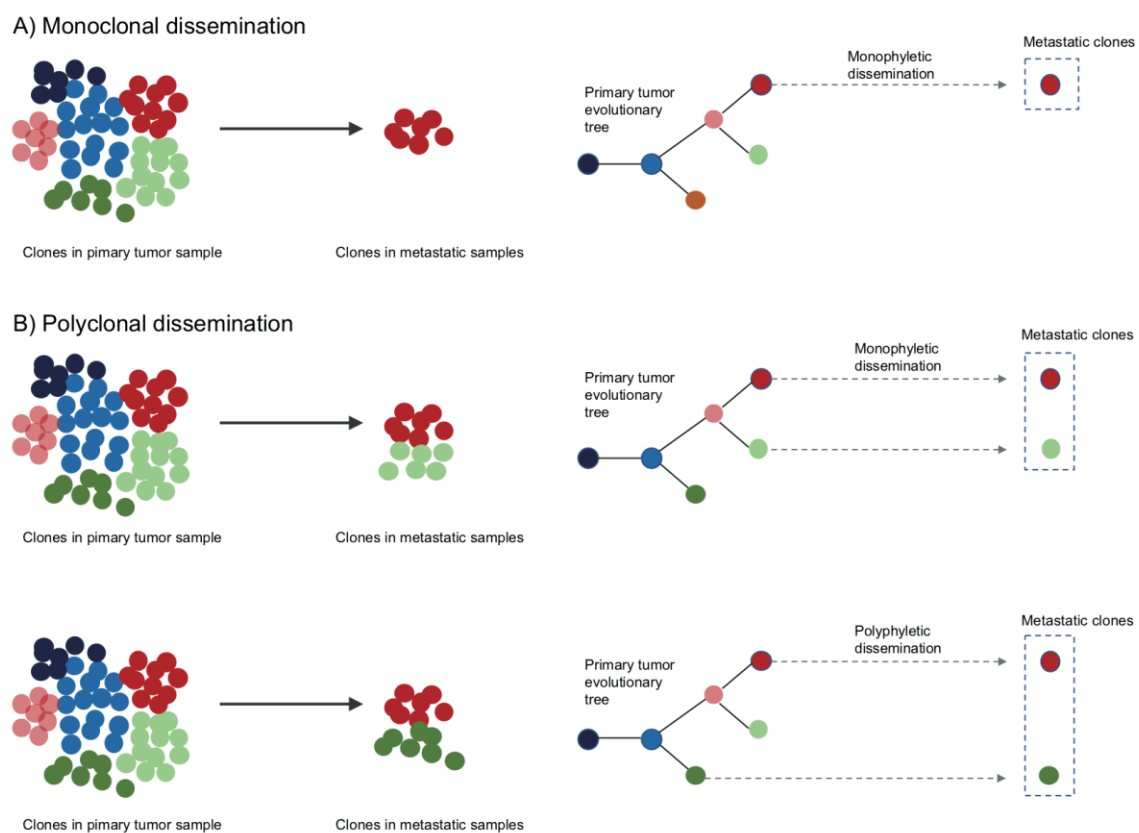 A) Monoclonal dissemination
Metastatic clones
Monophyletic
dissemination
Primary tumor
evolutionary
tree
Clones in pimary tumor sample
Clones in metastatic samples
B) Polyclonal dissemination
Metastatic clones
Monophyletic
dissemination
Primary tumor
evolutionary
tree
Clones in pimary tumor sample
Clones in metastatic samples
Metastatic clones
Polyphyletic
dissemination
Primary tumor
evolutionary
tree
Clones in pimary tumor sample
Clones in metastatic samples